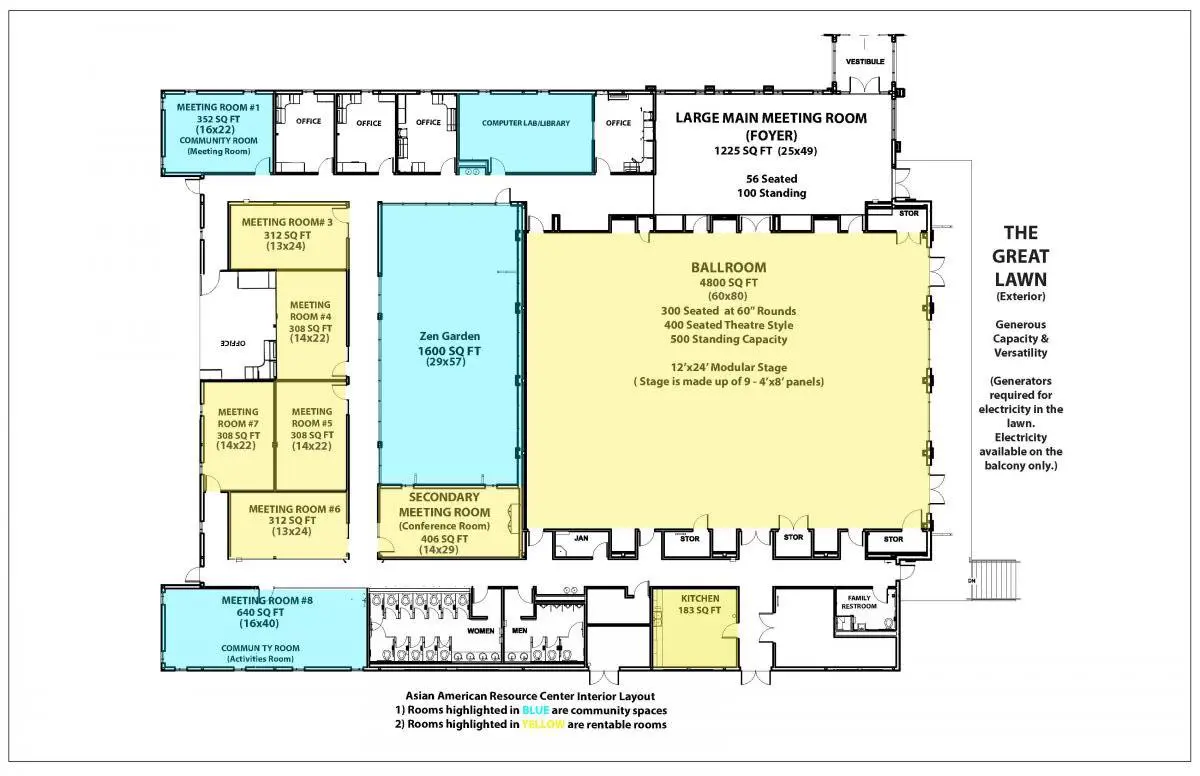 VESTIBULE
MEETING ROOM #1
352 SQ FT
(16x22)
COMMUNITY ROOM
(Meeting Room)
OFFICE
OFFICE
OFFICE
COMPUTER LAB/LIBRARY
OFFICE
LARGE MAIN MEETING ROOM
(FOYER)
1225 SQ FT (25x49)
56 Seated
100 Standing
STOR
MEETING ROOM# 3
312 SQ FT
(13x24)
MEETING
ROOM #4
308 SQ FT
(14x22)
OFFICE
MEETING
ROOM #7
308 SQ FT
(14x22)
MEETING
ROOM #5
308 SQ FT
(14x22)
MEETING ROOM #6
312 SQ FT
(13x24)
Zen Garden
1600 SQ FT
(29x57)
SECONDARY
MEETING ROOM
(Conference Room)
406 SQ FT
(14x29)
BALLROOM
4800 SQ FT
(60x80)
300 Seated at 60" Rounds
400 Seated Theatre Style
500 Standing Capacity
12'x24' Modular Stage
( Stage is made up of 9 - 4'x8' panels)
THE
GREAT
LAWN
(Exterior)
Generous
Capacity &
Versatility
(Generators
required for
electricity in the
lawn.
Electricity
available on the
balcony only.)
JAN
STOR
STOR
STOR
DN
MEETING ROOM #8
640 SQ FT
(16x40)
COMMUN TY ROOM
(Activities Room)
WOMEN
MEN
KITCHEN
183 SQ FT
FAMILY
RESTROOM
Asian American Resource Center Interior Layout
1) Rooms highlighted in BLUE are community spaces
2) Rooms highlighted in YELLOW are rentable rooms